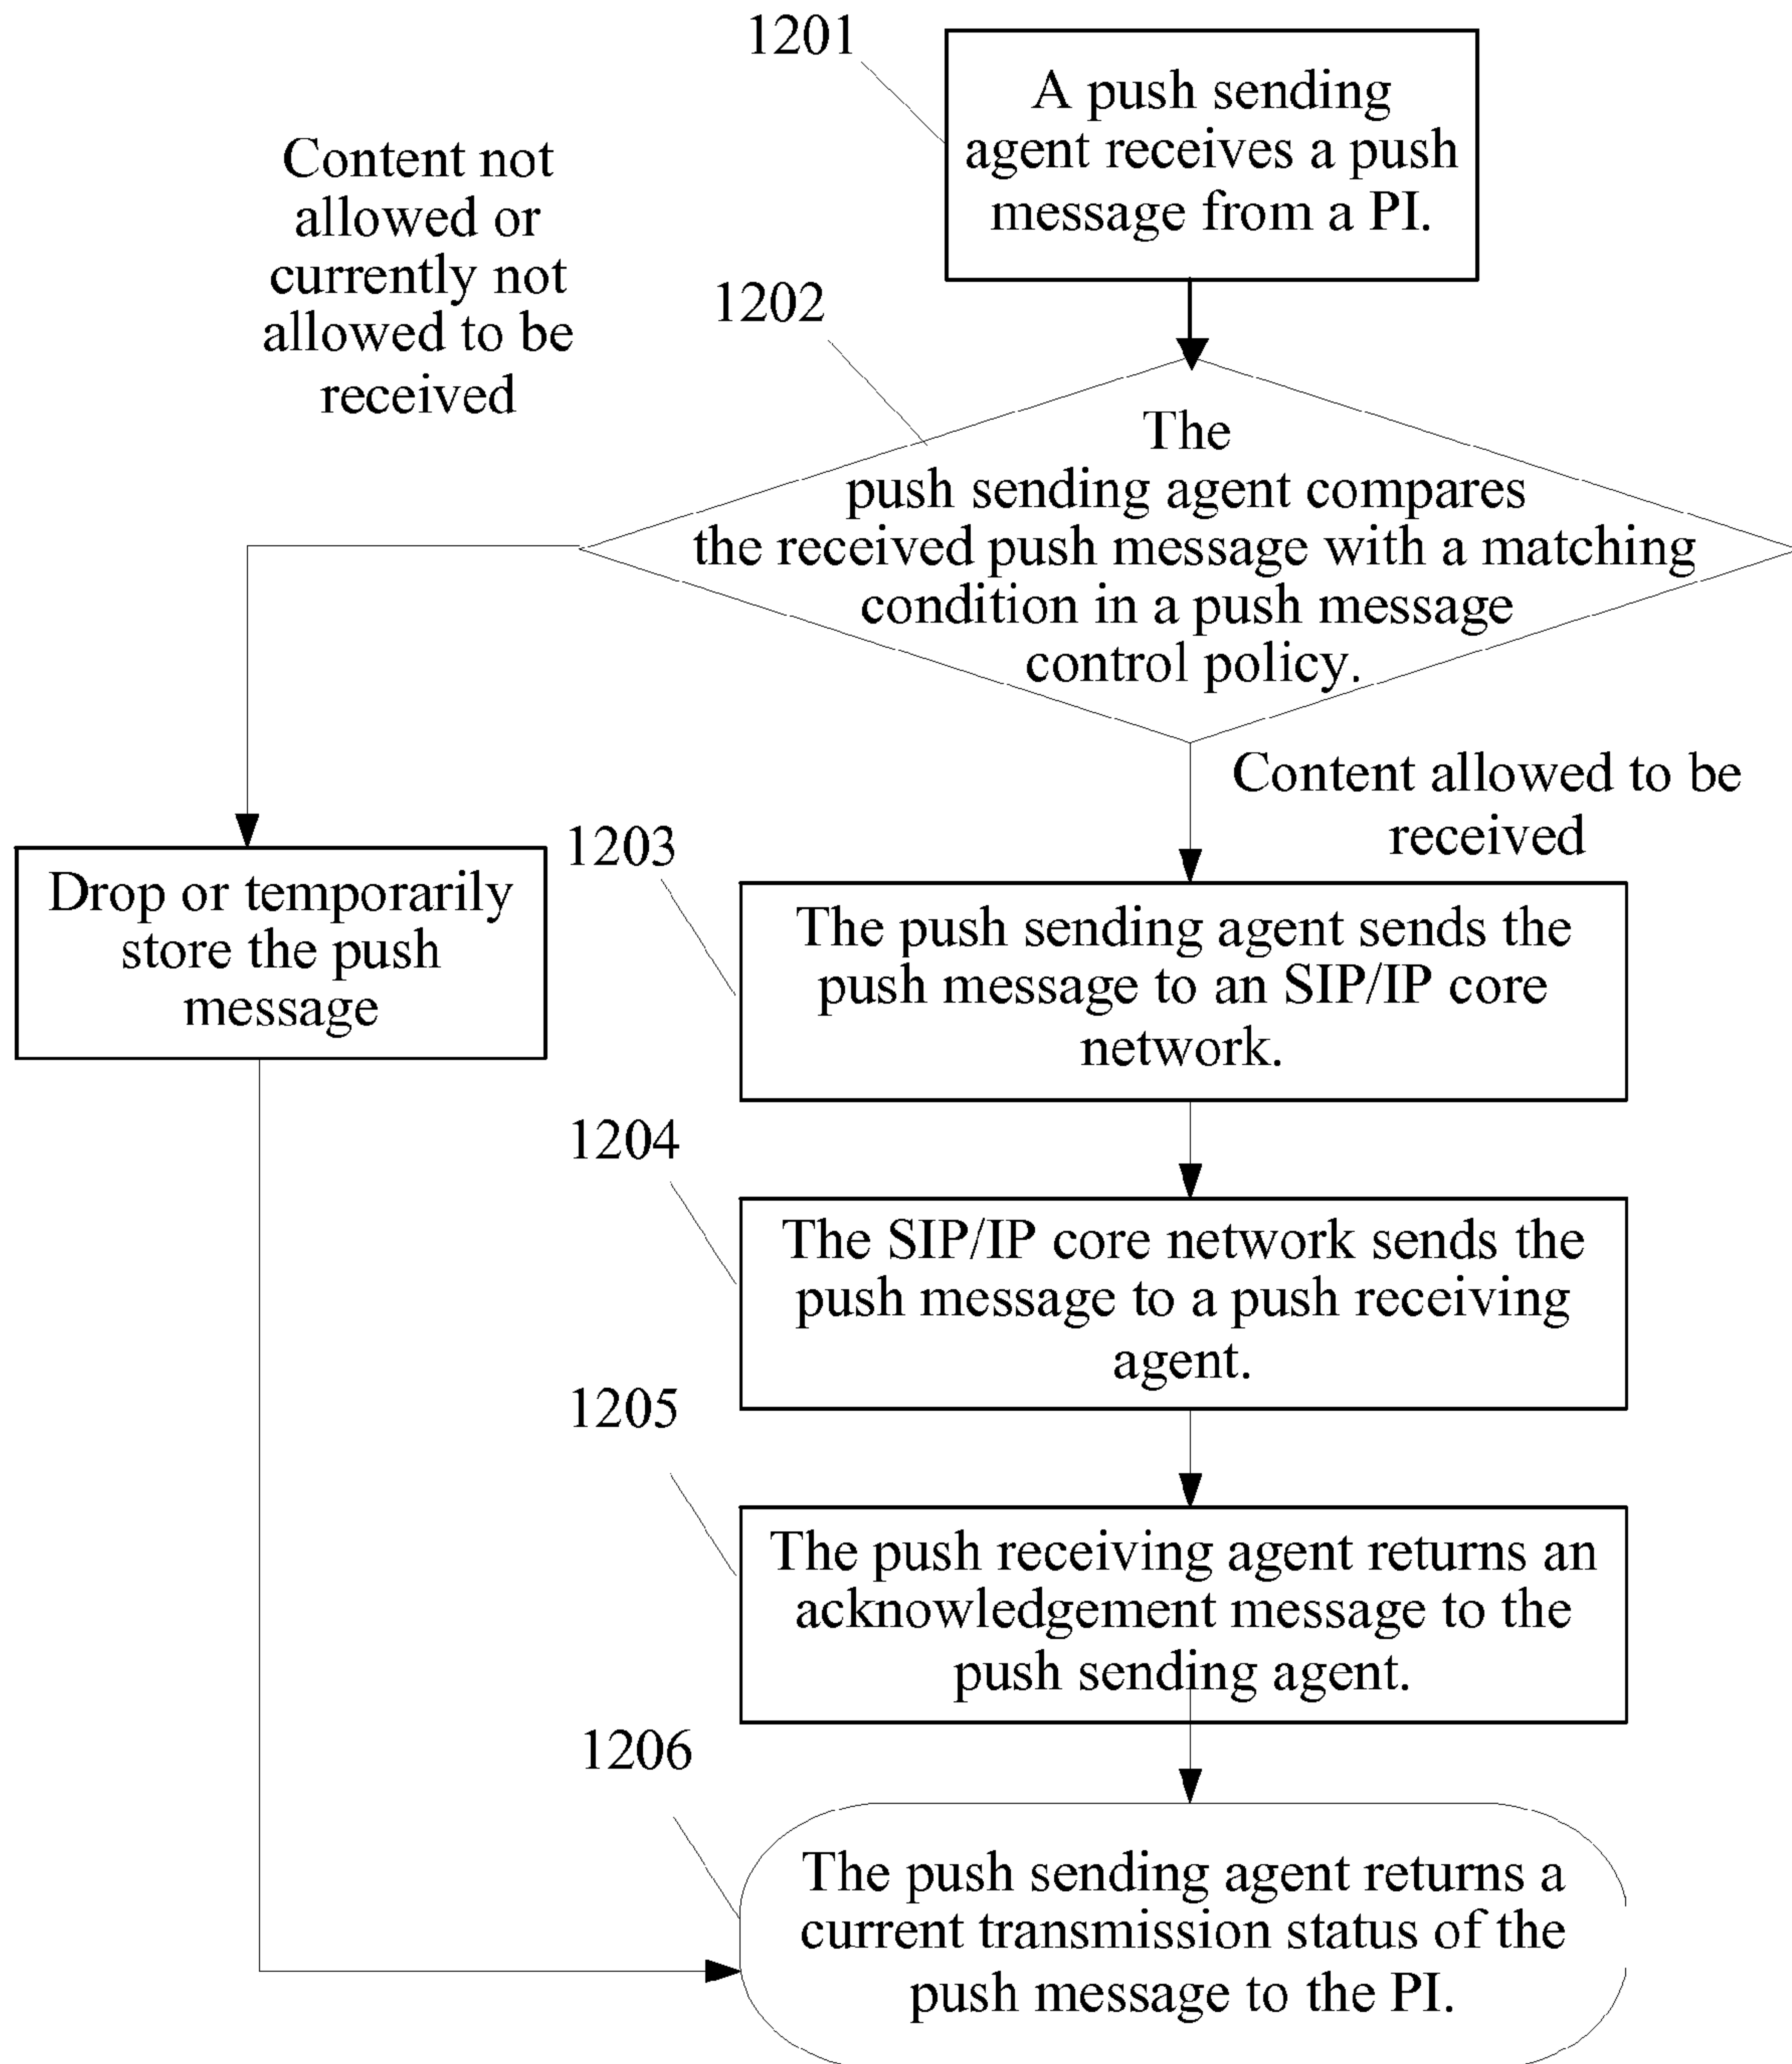 1201
A push sending
agent receives a push
message from a PI.
Content not
allowed or
currently not
allowed to be
received
1202
The
push sending agent compares
the received push message with a matching
condition in a push message
control policy.
Content allowed to be
received
Drop or temporarily
store the push
message
1203
The push sending agent sends the
push message to an SIP/IP core
network.
1204
The SIP/IP core network sends the
push message to a push receiving
agent.
1205
The push receiving agent returns an
acknowledgement message to the
push sending agent.
1206
The push sending agent returns a
current transmission status of the
push message to the PI.